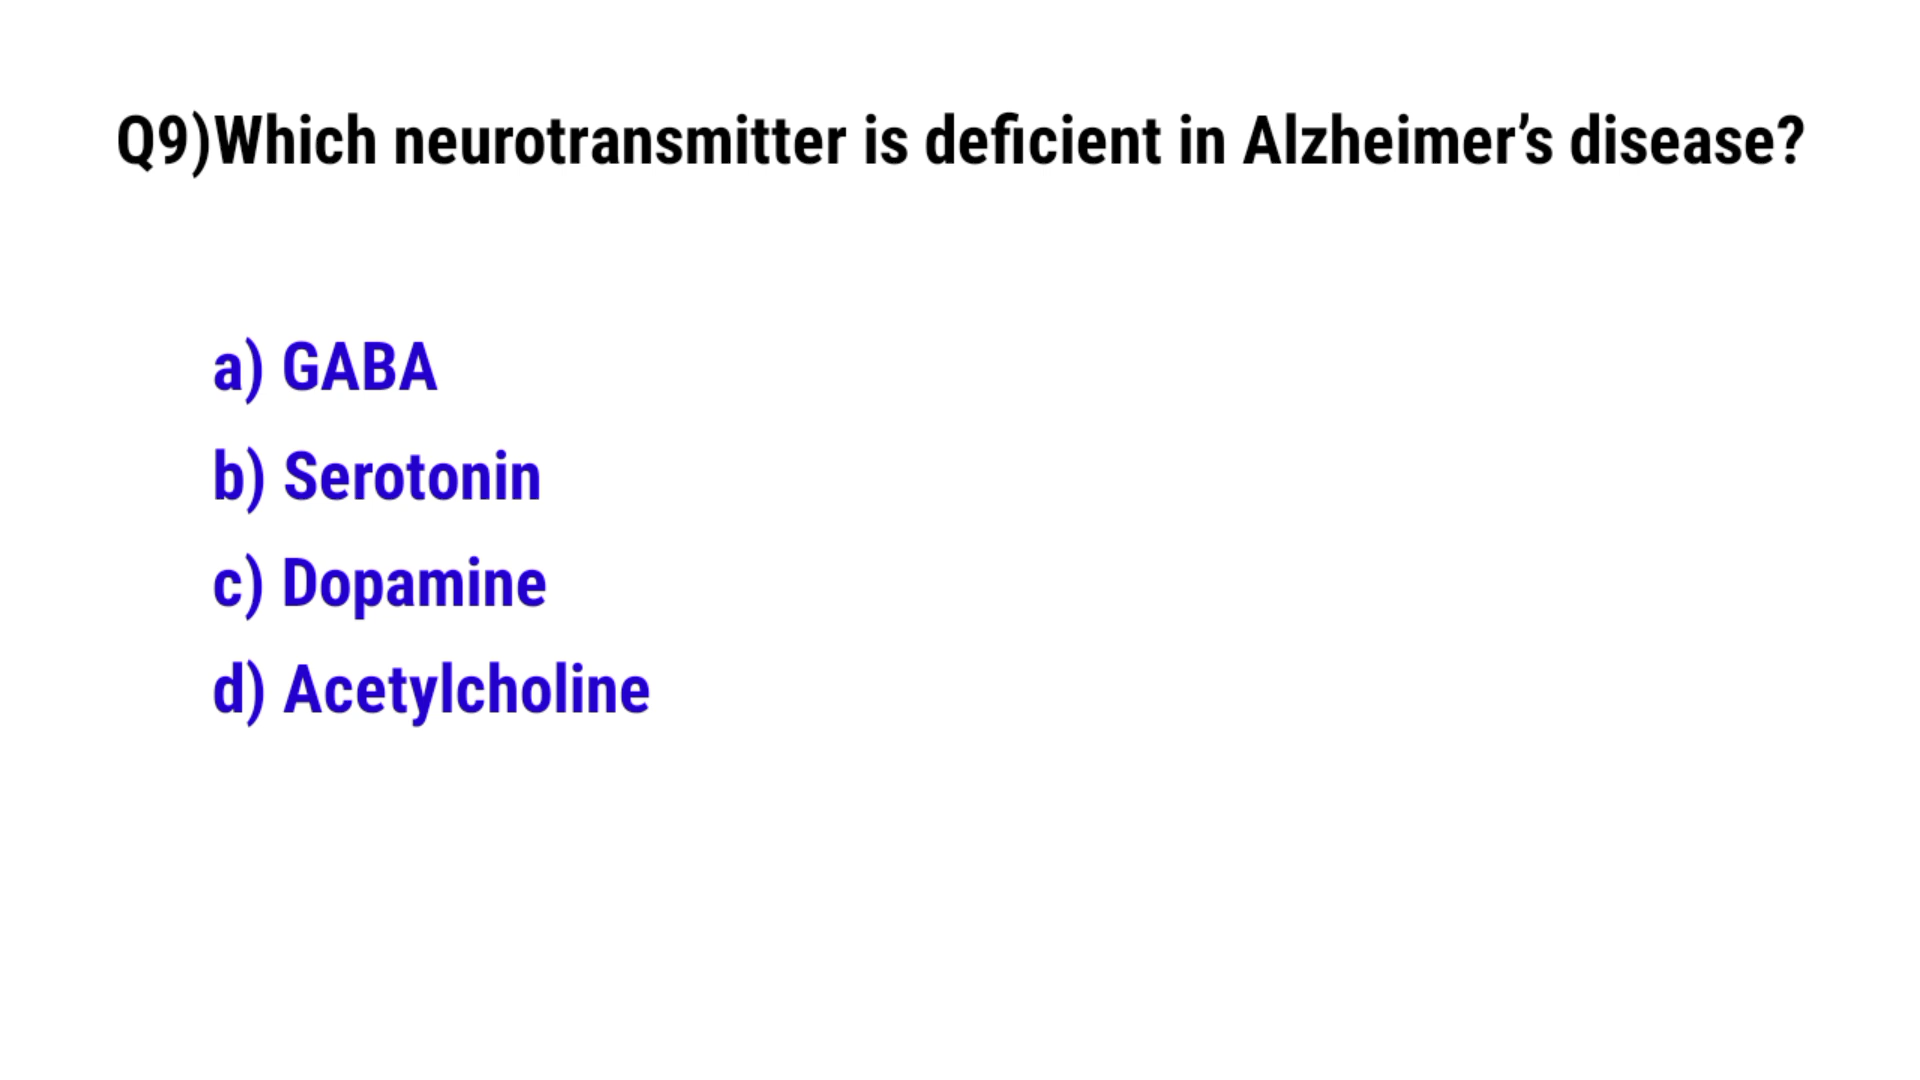 Q9)Which neurotransmitter is deficient in Alzheimer’s disease?
a) GABA
b) Serotonin
c) Dopamine
d) Acetylcholine